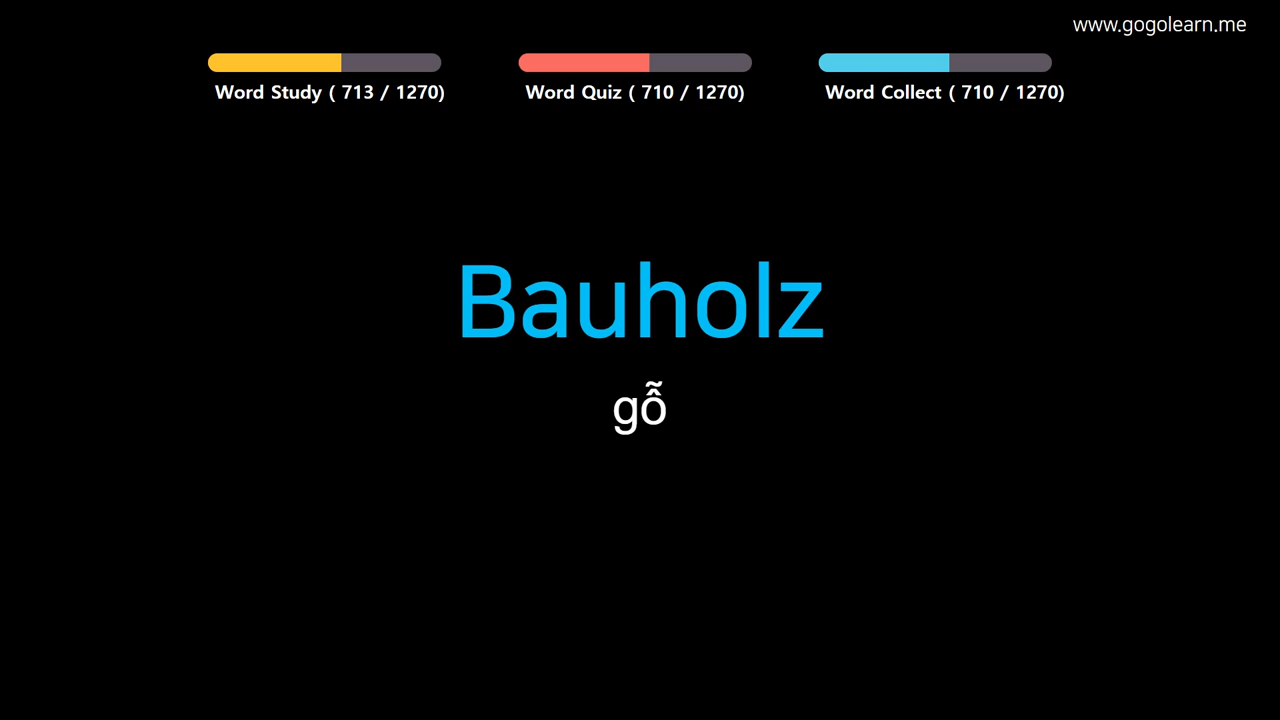 www.gogolearn.me
Word Study ( 713 / 1270)
Word Quiz ( 710 / 1270)
Word Collect ( 710 / 1270)
Bauholz
gỗ